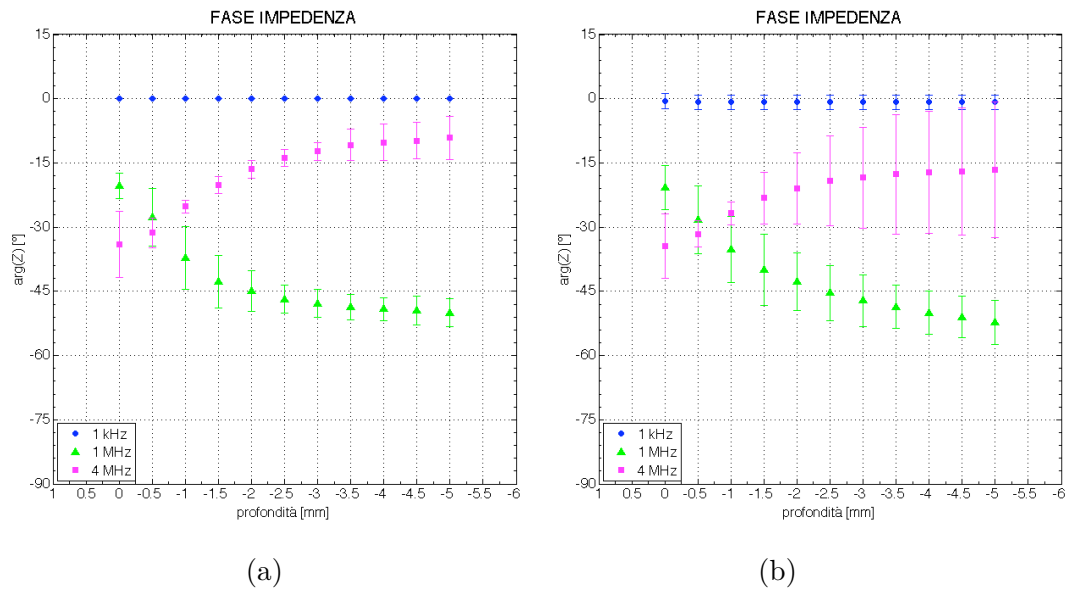 FASE IMPEDENZA
15
0
-15
-30
-45
-60
-75
-90
arg(Z) [°]
1 kHz
1 MHz
4 MHz
1 0.5 0 -0.5 -1 -1.5 -2 -2.5 -3 -3.5 -4 -4.5 -5 -5.5 -6
profondità [mm]
(a)
FASE IMPEDENZA
15
0
-15
-30
-45
-60
-75
-90
arg(Z) [°]
1 kHz
1 MHz
4 MHz
1 0.5 0 -0.5 -1 -1.5 -2 -2.5 -3 -3.5 -4 -4.5 -5 -5.5 -6
profondità [mm]
(b)